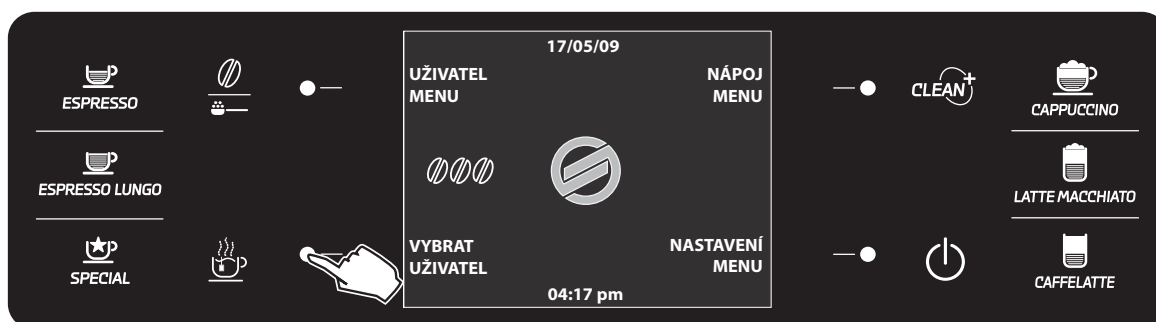 17/05/09
UŽIVATEL
MENU
NÁPOJ
MENU
VYBRAT
UŽIVATEL
NASTAVENÍ
MENU
04:17 pm
ESPRESSO
ESPRESSO LUNGO
SPECIAL
CLEAN+
CAPPUCCINO
LATTE MACCHIATO
CAFFELATTE